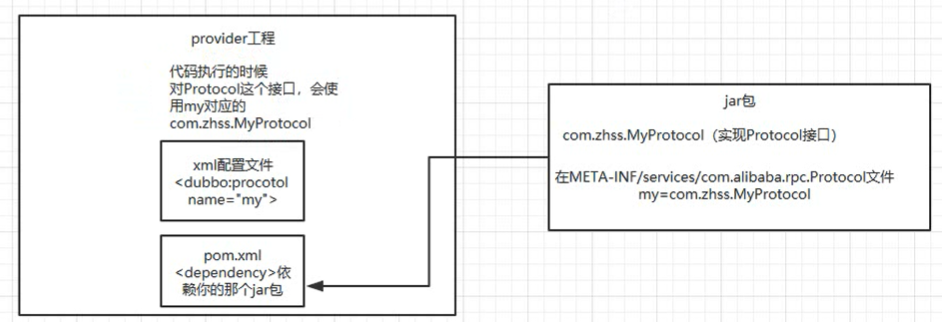 provider工程
代码执行的时候
对Protocol这个接口，会使
用my对应的
com.zhss.MyProtocol
xml配置文件
<dubbo:procotol
name="my">
pom.xml
<dependency>依
赖你的那个jar包
jar包
com.zhss.MyProtocol（实现Protocol接口）
在META-INF/services/com.alibaba.rpc.Protocol文件
my=com.zhss.MyProtocol